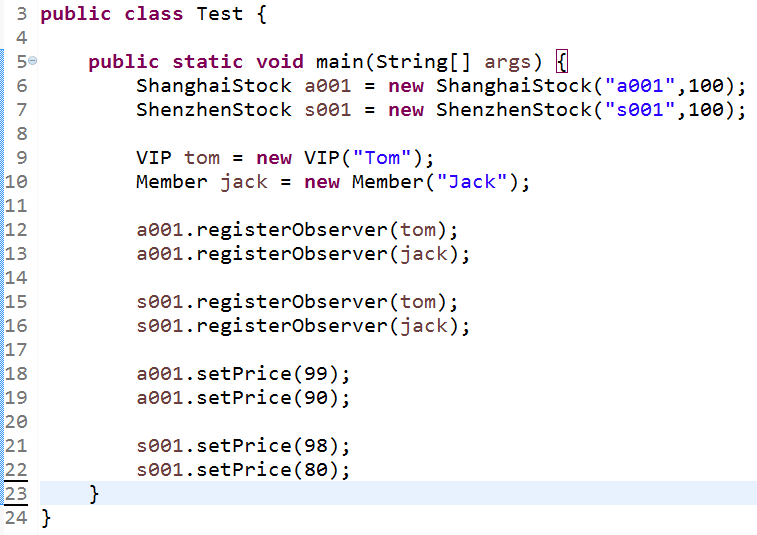 3 public class Test {
4
5 public static void main(String[] args) {
6 ShanghaiStock a001 = new ShanghaiStock("a001",100);
7 ShenzhenStock s001 = new ShenzhenStock("s001",100);
8
9 VIP tom = new VIP("Tom");
10 Member jack = new Member("Jack");
11
12 a001.registerObserver(tom);
13 a001.registerObserver(jack);
14
15 s001.registerObserver(tom);
16 s001.registerObserver(jack);
17
18 a001.setPrice(99);
19 a001.setPrice(90);
20
21 s001.setPrice(98);
22 s001.setPrice(80);
23 }
24 }